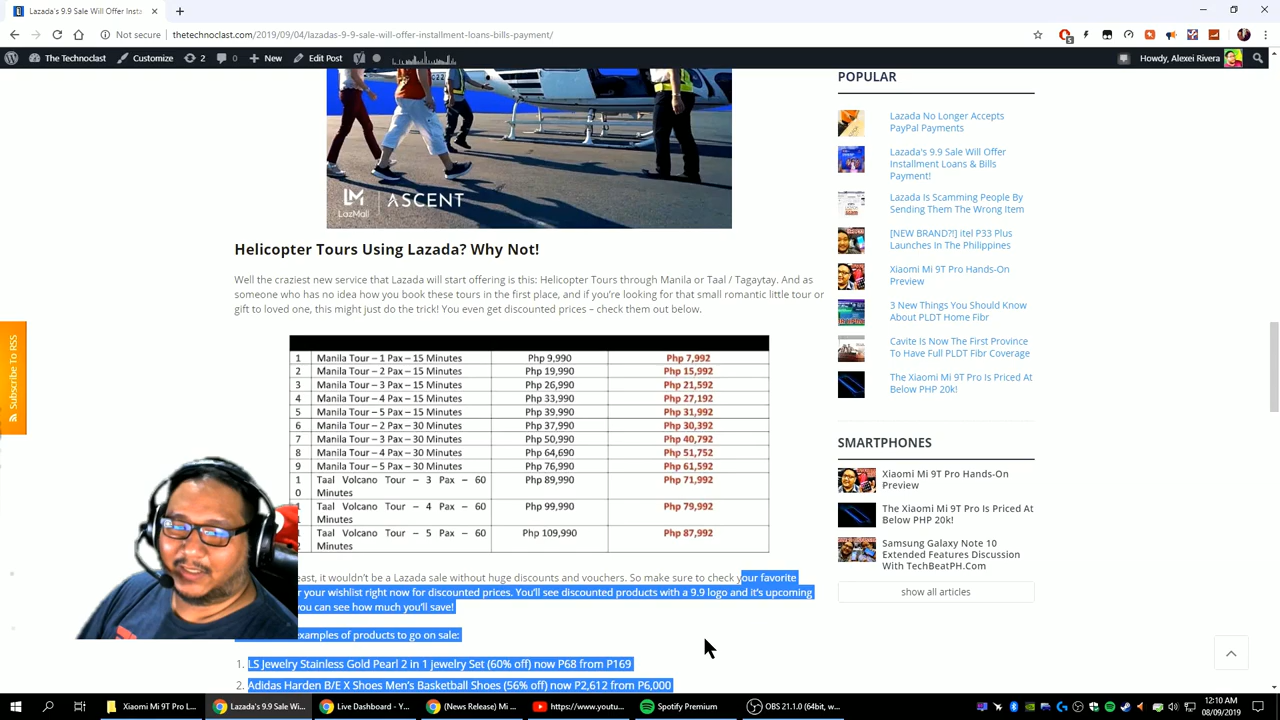 Lazada's 9.9 Sale Will Offer Insta
Not secure | thetechnoclast.com/2019/09/04/lazadas-9-9-sale-will-offer-installment-loans-bills-payment/
5
The Technoclast Customize 2 0 New Edit Post Howdy, Alexei Rivera
LazMall ASCENT
Helicopter Tours Using Lazada? Why Not!
Well the craziest new service that Lazada will start offering is this: Helicopter Tours through Manila or Taal / Tagaytay. And as
someone who has no idea how you book these tours in the first place, and if you're looking for that small romantic little tour or
gift to loved one, this might just do the trick! You even get discounted prices – check them out below.
1 Manila Tour – 1 Pax – 15 Minutes Php 9,990 Php 7,992
2 Manila Tour – 2 Pax – 15 Minutes Php 19,990 Php 15,992
3 Manila Tour – 3 Pax – 15 Minutes Php 26,990 Php 21,592
4 Manila Tour – 4 Pax – 15 Minutes Php 33,990 Php 27,192
5 Manila Tour – 5 Pax – 15 Minutes Php 39,990 Php 31,992
6 Manila Tour – 2 Pax – 30 Minutes Php 37,990 Php 30,392
7 Manila Tour – 3 Pax – 30 Minutes Php 50,990 Php 40,792
8 Manila Tour – 4 Pax – 30 Minutes Php 64,690 Php 51,752
9 Manila Tour – 5 Pax – 30 Minutes Php 76,990 Php 61,592
1 Taal Volcano Tour – 3 Pax – 60 Php 89,990 Php 71,992
0 Minutes
Taal Volcano Tour – 4 Pax – 60 Php 99,990 Php 79,992
Minutes
Taal Volcano Tour – 5 Pax – 60 Php 109,990 Php 87,992
Minutes
east, it wouldn't be a Lazada sale without huge discounts and vouchers. So make sure to check your favorite
r your wishlist right now for discounted prices. You'll see discounted products with a 9.9 logo and it's upcoming
you can see how much you'll save!
examples of products to go on sale:
1. LS Jewelry Stainless Gold Pearl 2 in 1 jewelry Set (60% off) now P68 from P169
2. Adidas Harden B/E X Shoes Men's Basketball Shoes (56% off) now P2,612 from P6,000
Subscribe To RSS
POPULAR
Lazada No Longer Accepts
PayPal Payments
Lazada's 9.9 Sale Will Offer
Installment Loans & Bills
Payment!
Lazada Is Scamming People By
Sending Them The Wrong Item
[NEW BRAND?!] itel P33 Plus
Launches In The Philippines
Xiaomi Mi 9T Pro Hands-On
Preview
3 New Things You Should Know
About PLDT Home Fibr
Cavite Is Now The First Province
To Have Full PLDT Fibr Coverage
The Xiaomi Mi 9T Pro Is Priced At
Below PHP 20k!
SMARTPHONES
Xiaomi Mi 9T Pro Hands-On
Preview
The Xiaomi Mi 9T Pro Is Priced At
Below PHP 20k!
Samsung Galaxy Note 10
Extended Features Discussion
With TechBeatPH.Com
show all articles
Xiaomi Mi 9T Pro L... Lazada's 9.9 Sale Wi... Live Dashboard - Y... (News Release) Mi ... https://www.youtu... Spotify Premium OBS 21.1.0 (64bit, w...
12:10 AM
08/09/2019